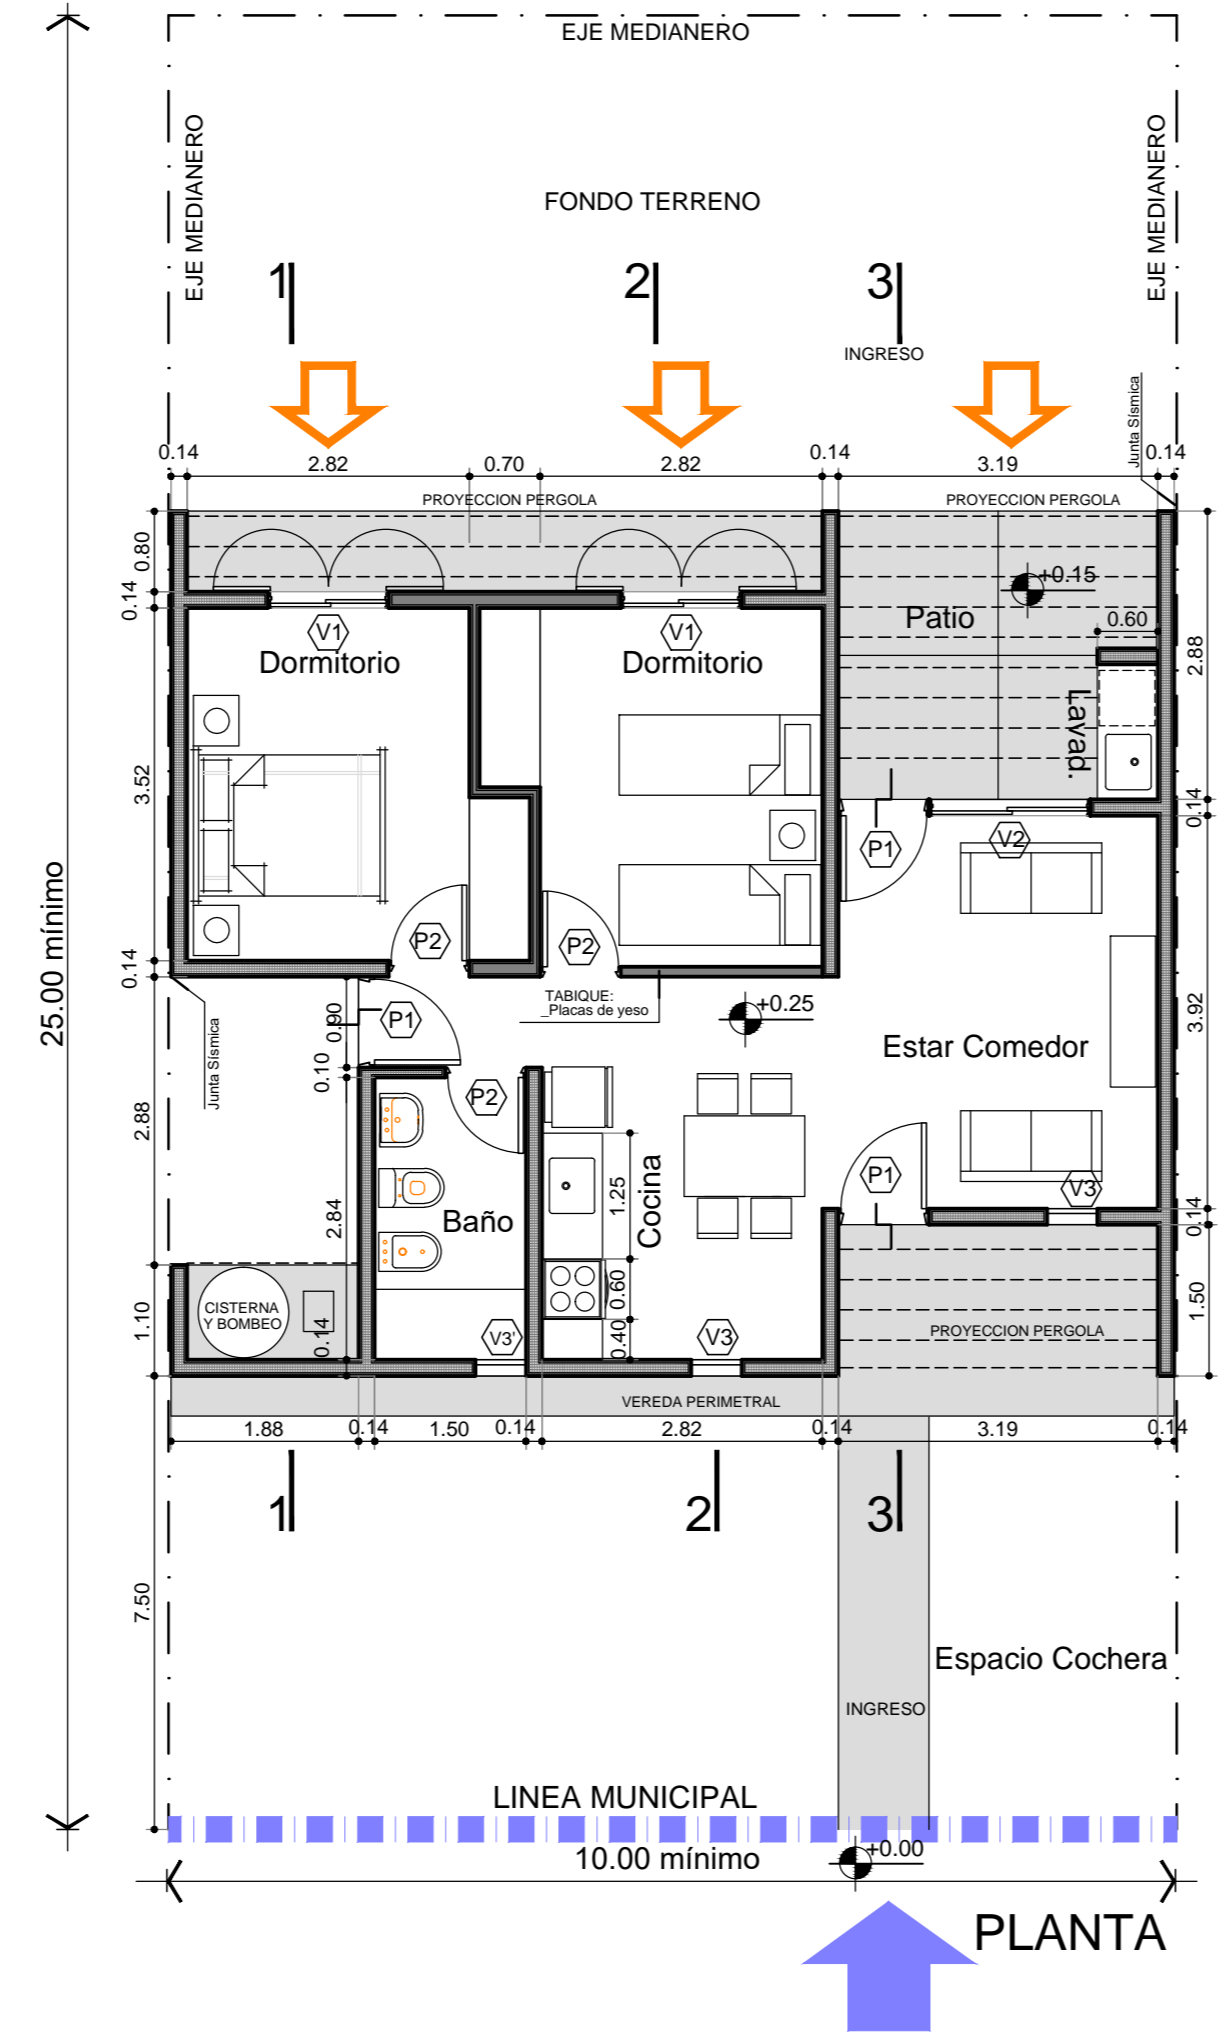 EJE MEDIANERO
EJE MEDIANERO
EJE MEDIANERO
FONDO TERRENO
1
2
3
INGRESO
Junta Sísmica
0.14
2.82
0.70
2.82
0.14
3.19
0.14
PROYECCION PERGOLA
PROYECCION PERGOLA
0.80
0.14
+0.15
Patio
0.60
V1
V1
Dormitorio
Dormitorio
2.88
Lavad.
3.52
0.14
P1
V2
P2
P2
25.00 mínimo
0.14
TABIQUE:
_Placas de yeso
+0.25
3.92
Junta Sísmica
0.90
P1
Estar Comedor
0.10
P2
2.88
1.25
Cocina
P1
V3
2.84
Baño
0.14
0.60
1.10
CISTERNA
Y BOMBEO
0.14
V3'
0.40
V3
PROYECCION PERGOLA
1.50
VEREDA PERIMETRAL
1.88
0.14
1.50
0.14
2.82
0.14
3.19
0.14
1
2
3
7.50
Espacio Cochera
INGRESO
LINEA MUNICIPAL
+0.00
10.00 mínimo
PLANTA